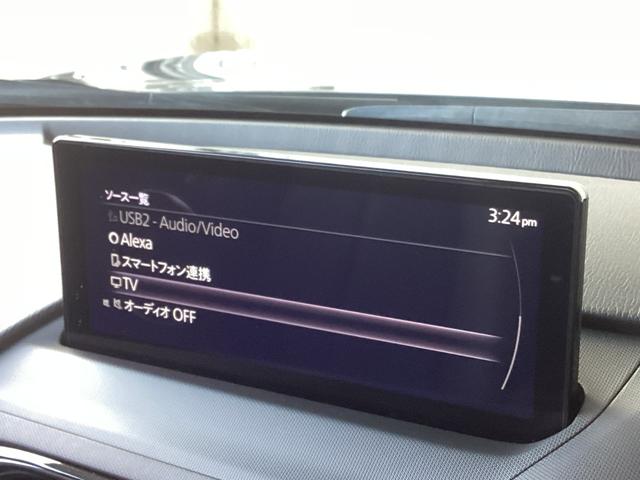 ソース一覧
3:24pm
USB2 - Audio/Video
Alexa
スマートフォン連携
TV
オーディオ OFF